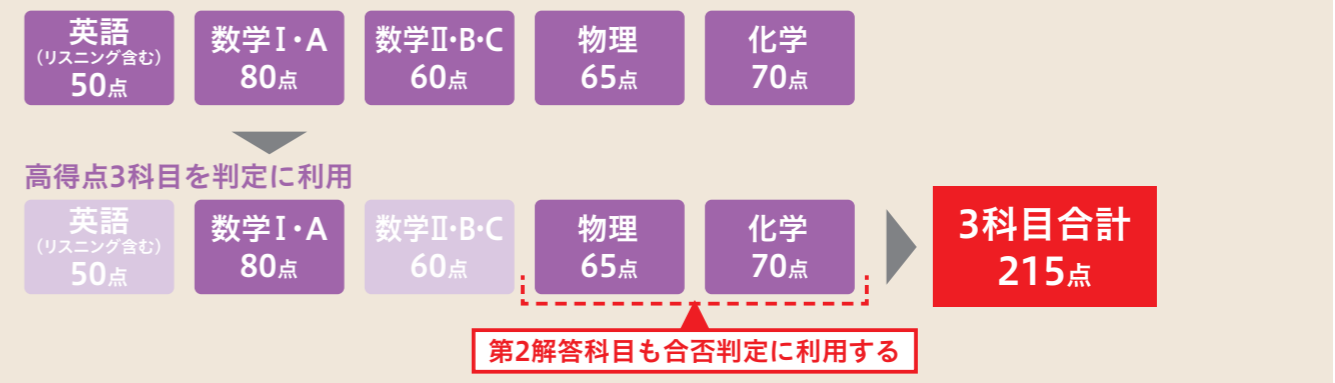 英語
(リスニング含む)
50点
数学Ⅰ・A
80点
数学Ⅱ・B・C
60点
物理
65点
化学
70点
高得点3科目を判定に利用
英語
(リスニング含む)
50点
数学Ⅰ・A
80点
数学Ⅱ・B・C
60点
物理
65点
化学
70点
3科目合計
215点
第2解答科目も合否判定に利用する